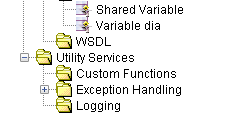 Shared Variable
Variable dia
WSDL
Utility Services
Custom Functions
Exception Handling
Logging